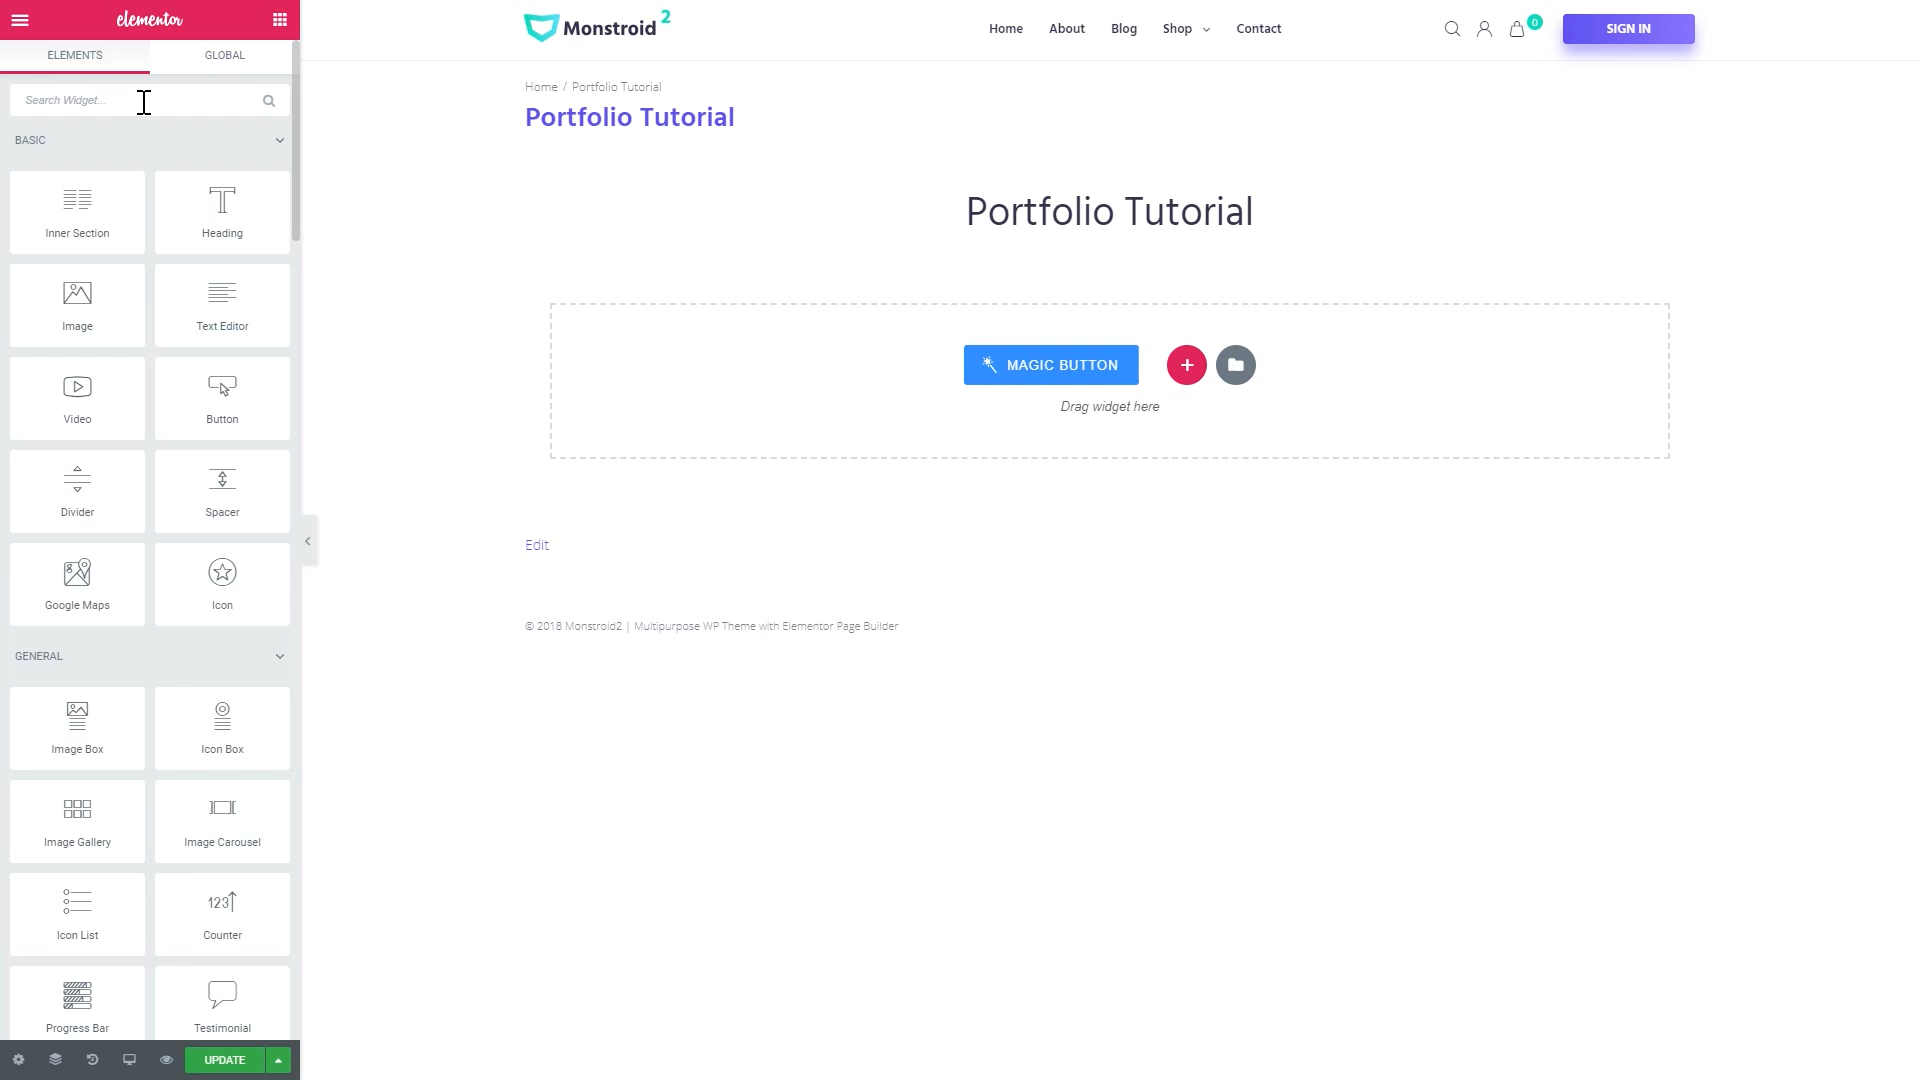 elementor
ELEMENTS
GLOBAL
Search Widget...
BASIC
Inner Section
Heading
Image
Text Editor
Video
Button
Divider
Spacer
Google Maps
Icon
GENERAL
Image Box
Icon Box
Image Gallery
Image Carousel
Icon List
123
Counter
Progress Bar
Testimonial
UPDATE
Monstroid 2
Home
About
Blog
Shop
Contact
0
SIGN IN
Home / Portfolio Tutorial
Portfolio Tutorial
Portfolio Tutorial
MAGIC BUTTON
Drag widget here
Edit
© 2018 Monstroid2 | Multipurpose WP Theme with Elementor Page Builder